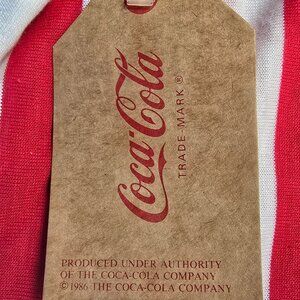 Coca-Cola
TRADE MARK ®
PRODUCED UNDER AUTHORITY
OF THE COCA-COLA COMPANY
© 1986 THE COCA-COLA COMPANY